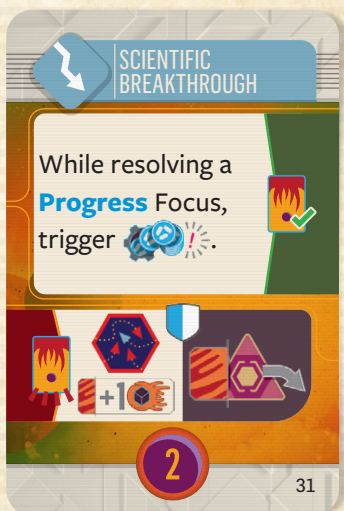 SCIENTIFIC
BREAKTHROUGH
While resolving a
Progress Focus,
trigger !.
+1
2
31